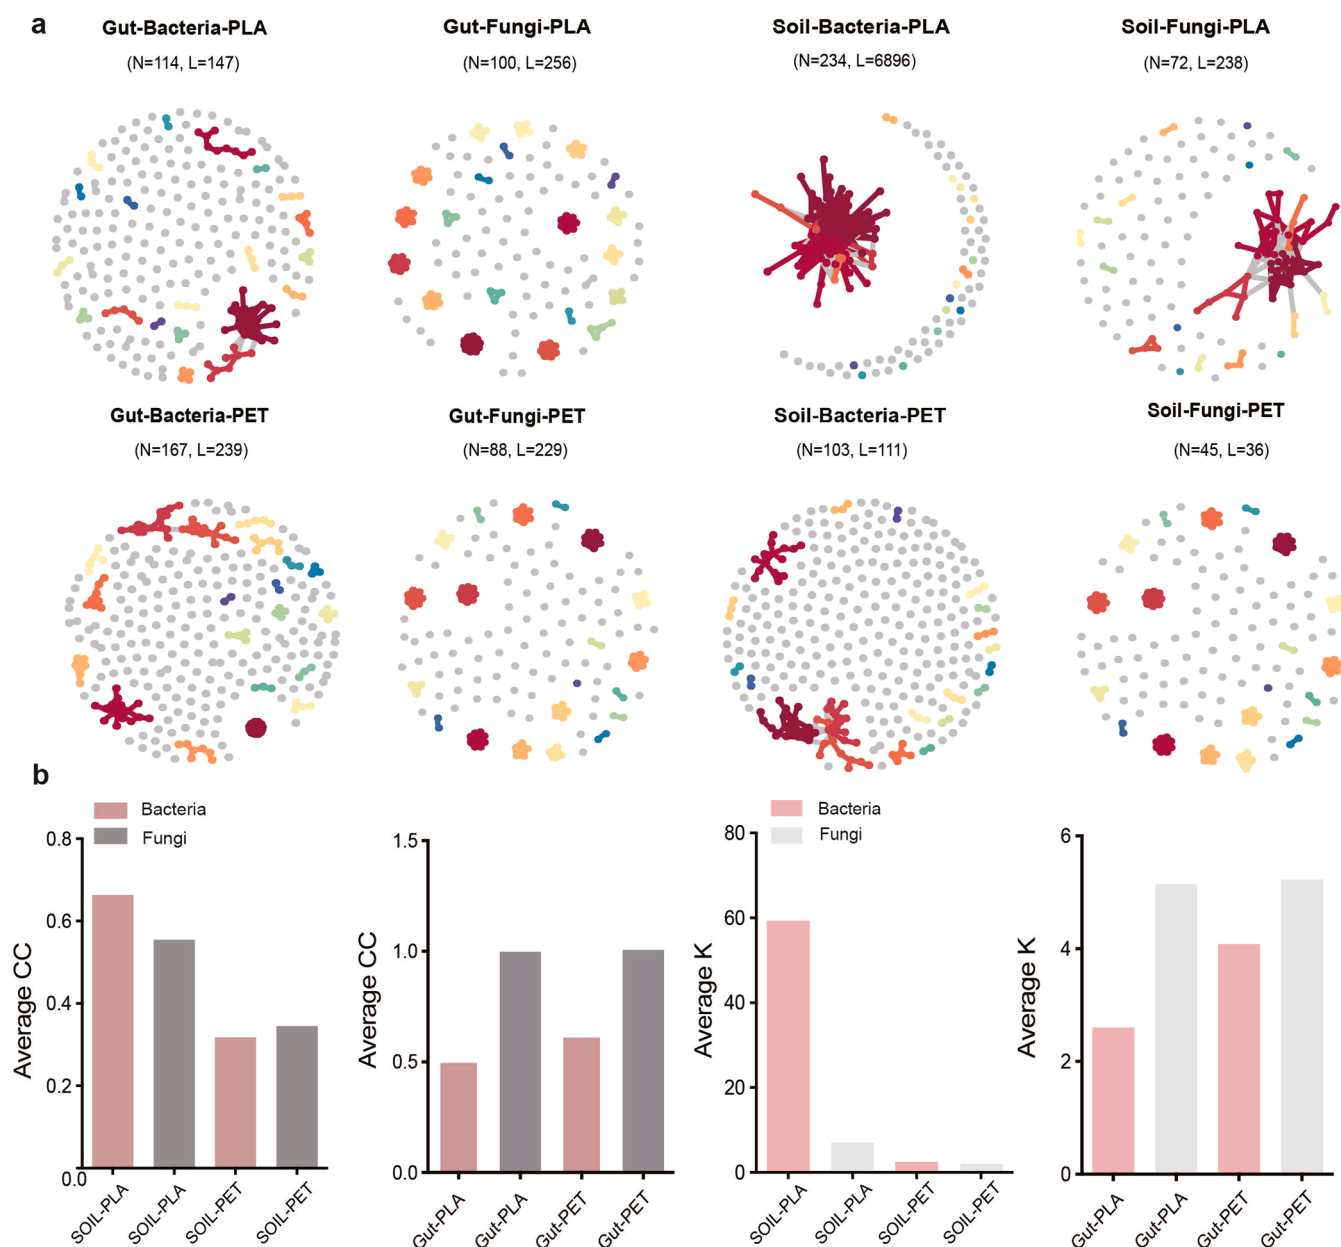 a
Gut-Bacteria-PLA
Gut-Fungi-PLA
Soil-Bacteria-PLA
Soil-Fungi-PLA
(N=114, L=147)
(N=100, L=256)
(N=234, L=6896)
(N=72, L=238)
Gut-Bacteria-PET
Gut-Fungi-PET
Soil-Bacteria-PET
Soil-Fungi-PET
(N=167, L=239)
(N=88, L=229)
(N=103, L=111)
(N=45, L=36)
b
Bacteria
Fungi
Average CC
0.8
0.6
0.4
0.2
0.0
SOIL-PLA
SOIL-PLA
SOIL-PET
SOIL-PET
Average CC
1.5
1.0
0.5
0.0
Gut-PLA
Gut-PLA
Gut-PET
Gut-PET
Bacteria
Fungi
Average K
80
60
40
20
0
SOIL-PLA
SOIL-PLA
SOIL-PET
SOIL-PET
Average K
6
4
2
0
Gut-PLA
Gut-PLA
Gut-PET
Gut-PET